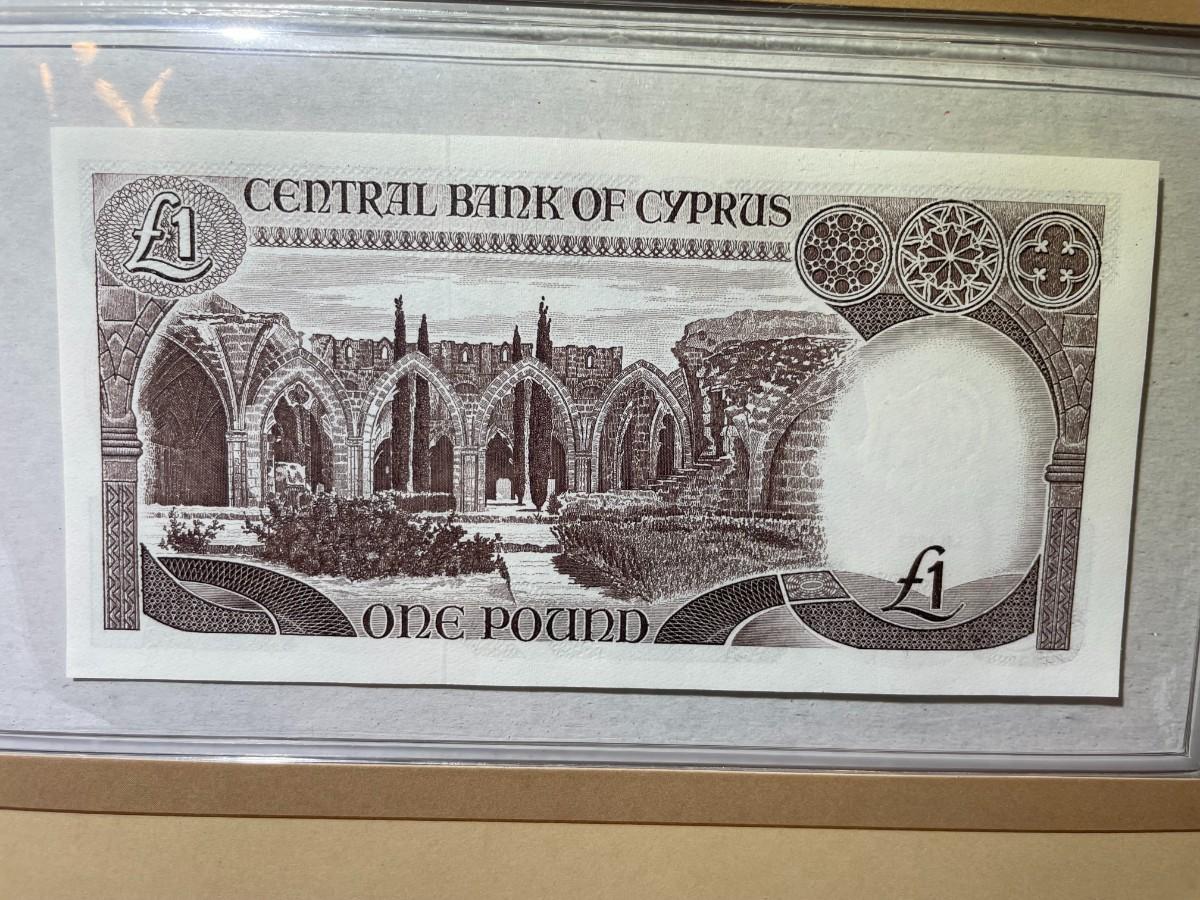 £1
CENTRAL BANK OF CYPRUS
ONE POUND
£1